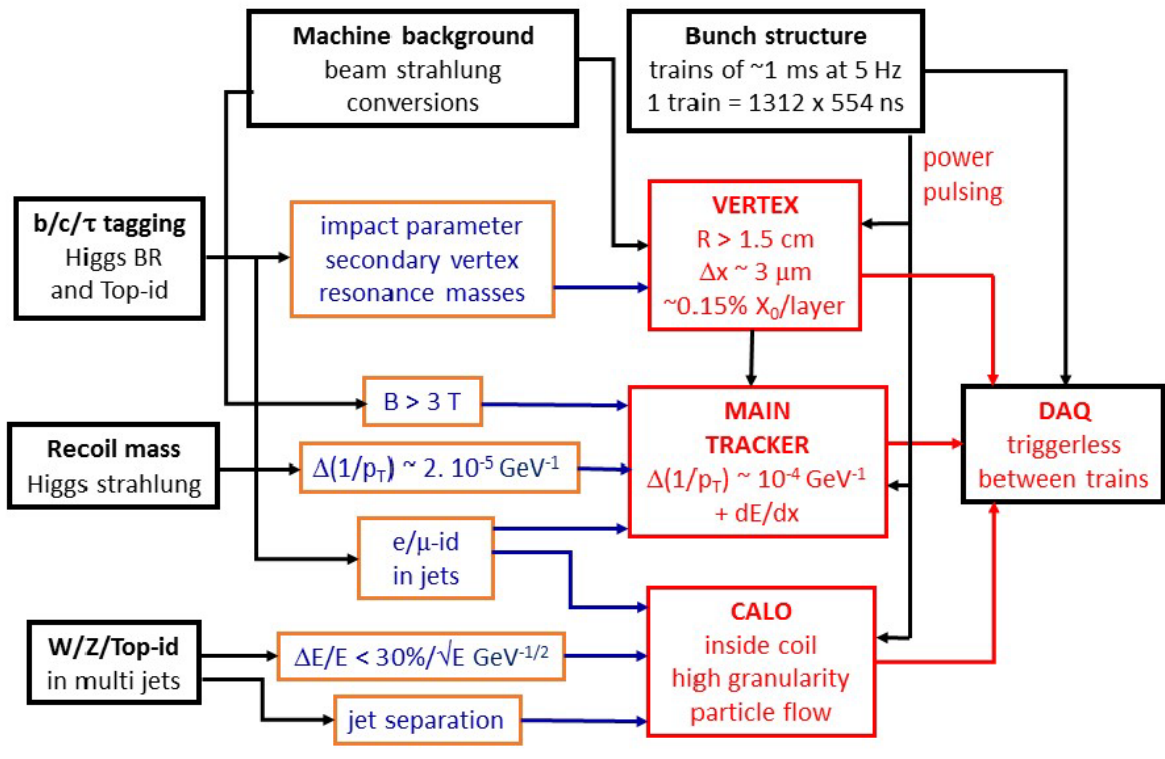 Machine background
beam strahlung
conversions
Bunch structure
trains of ~1 ms at 5 Hz
1 train = 1312 x 554 ns
power
pulsing
b/c/τ tagging
Higgs BR
and Top-id
impact parameter
secondary vertex
resonance masses
VERTEX
R > 1.5 cm
Δx ~ 3 μm
~0.15% X₀/layer
B > 3 T
MAIN
TRACKER
Δ(1/p_T) ~ 10⁻⁴ GeV⁻¹
+ dE/dx
DAQ
triggerless
between trains
Recoil mass
Higgs strahlung
Δ(1/p_T) ~ 2. 10⁻⁵ GeV⁻¹
e/μ-id
in jets
W/Z/Top-id
in multi jets
ΔE/E < 30%/√E GeV⁻¹/²
jet separation
CALO
inside coil
high granularity
particle flow